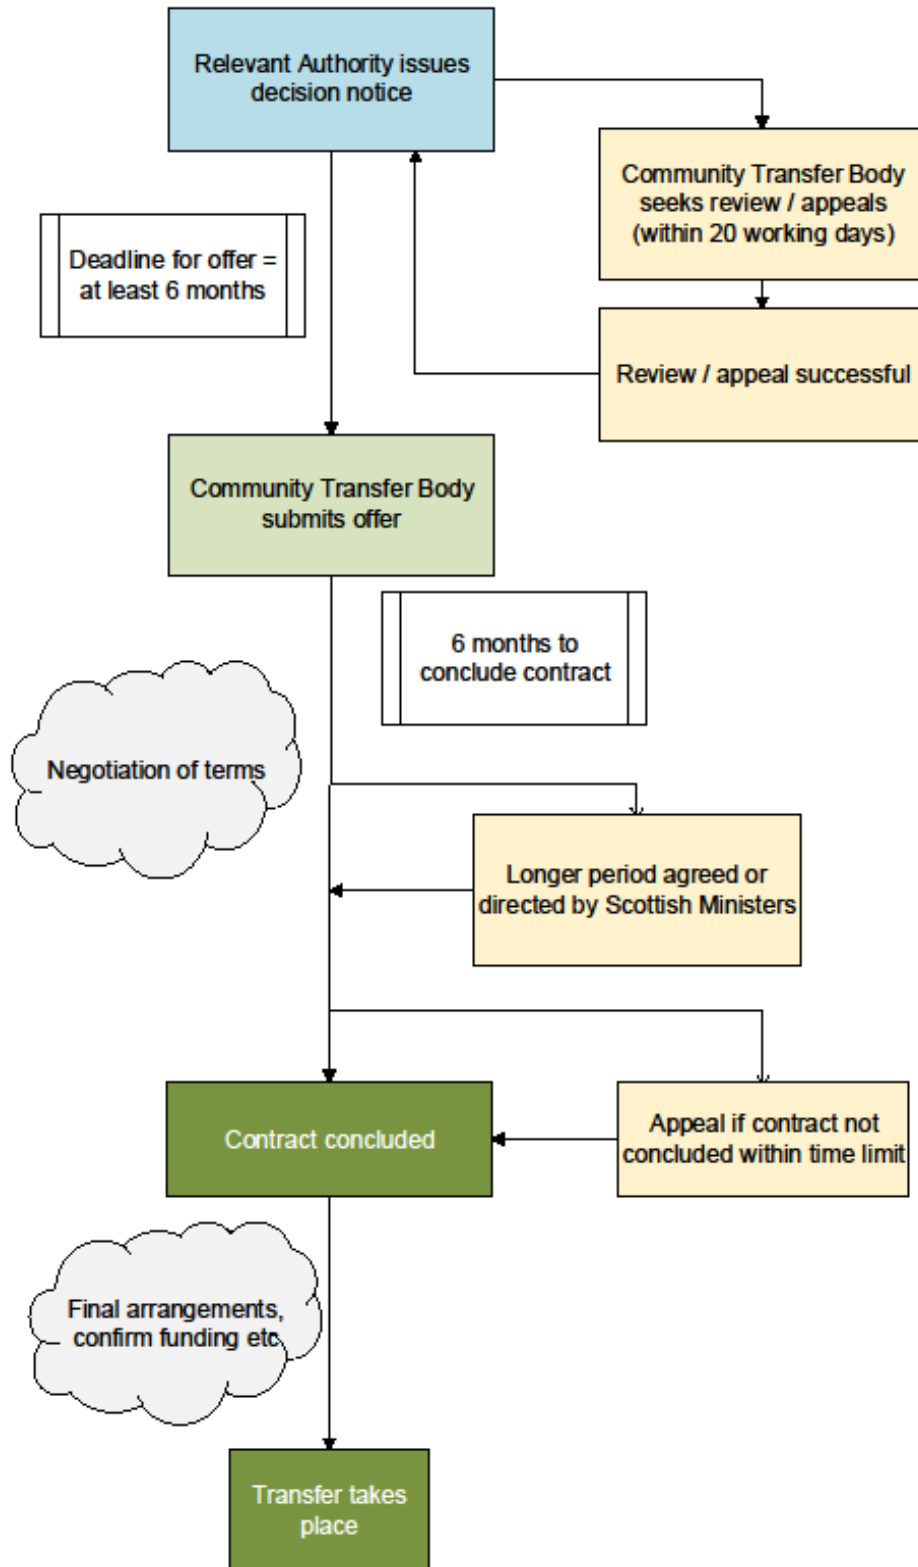 Relevant Authority issues
decision notice
Community Transfer Body
seeks review / appeals
(within 20 working days)
Deadline for offer =
at least 6 months
Review / appeal successful
Community Transfer Body
submits offer
6 months to
conclude contract
Negotiation of terms
Longer period agreed or
directed by Scottish Ministers
Contract concluded
Appeal if contract not
concluded within time limit
Final arrangements,
confirm funding etc
Transfer takes
place